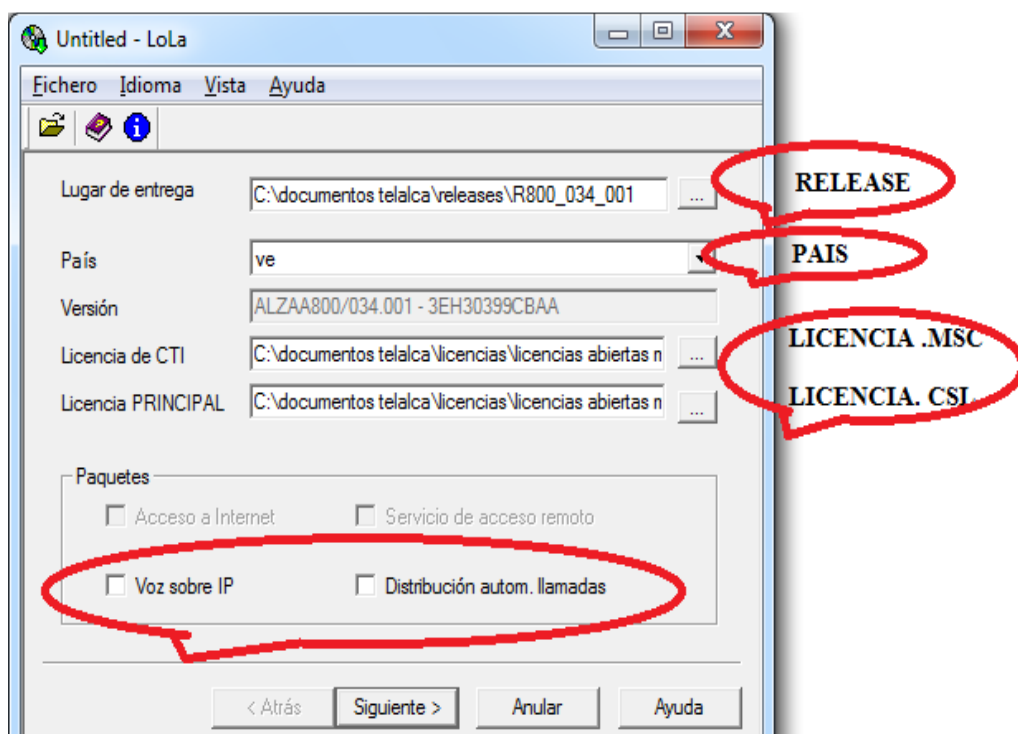 Untitled - LoLa
Fichero Idioma Vista Ayuda
Lugar de entrega C:\documentos telalca\releases\R800_034_001 ... RELEASE
País ve PAIS
Versión ALZAA800/034.001 - 3EH30399CBAA
LICENCIA .MSC
Licencia de CTI C:\documentos telalca\licencias\licencias abiertas n ...
Licencia PRINCIPAL C:\documentos telalca\licencias\licencias abiertas n ...
LICENCIA. CSL
Paquetes
Acceso a Internet Servicio de acceso remoto
Voz sobre IP Distribución autom. llamadas
< Atrás Siguiente > Anular Ayuda